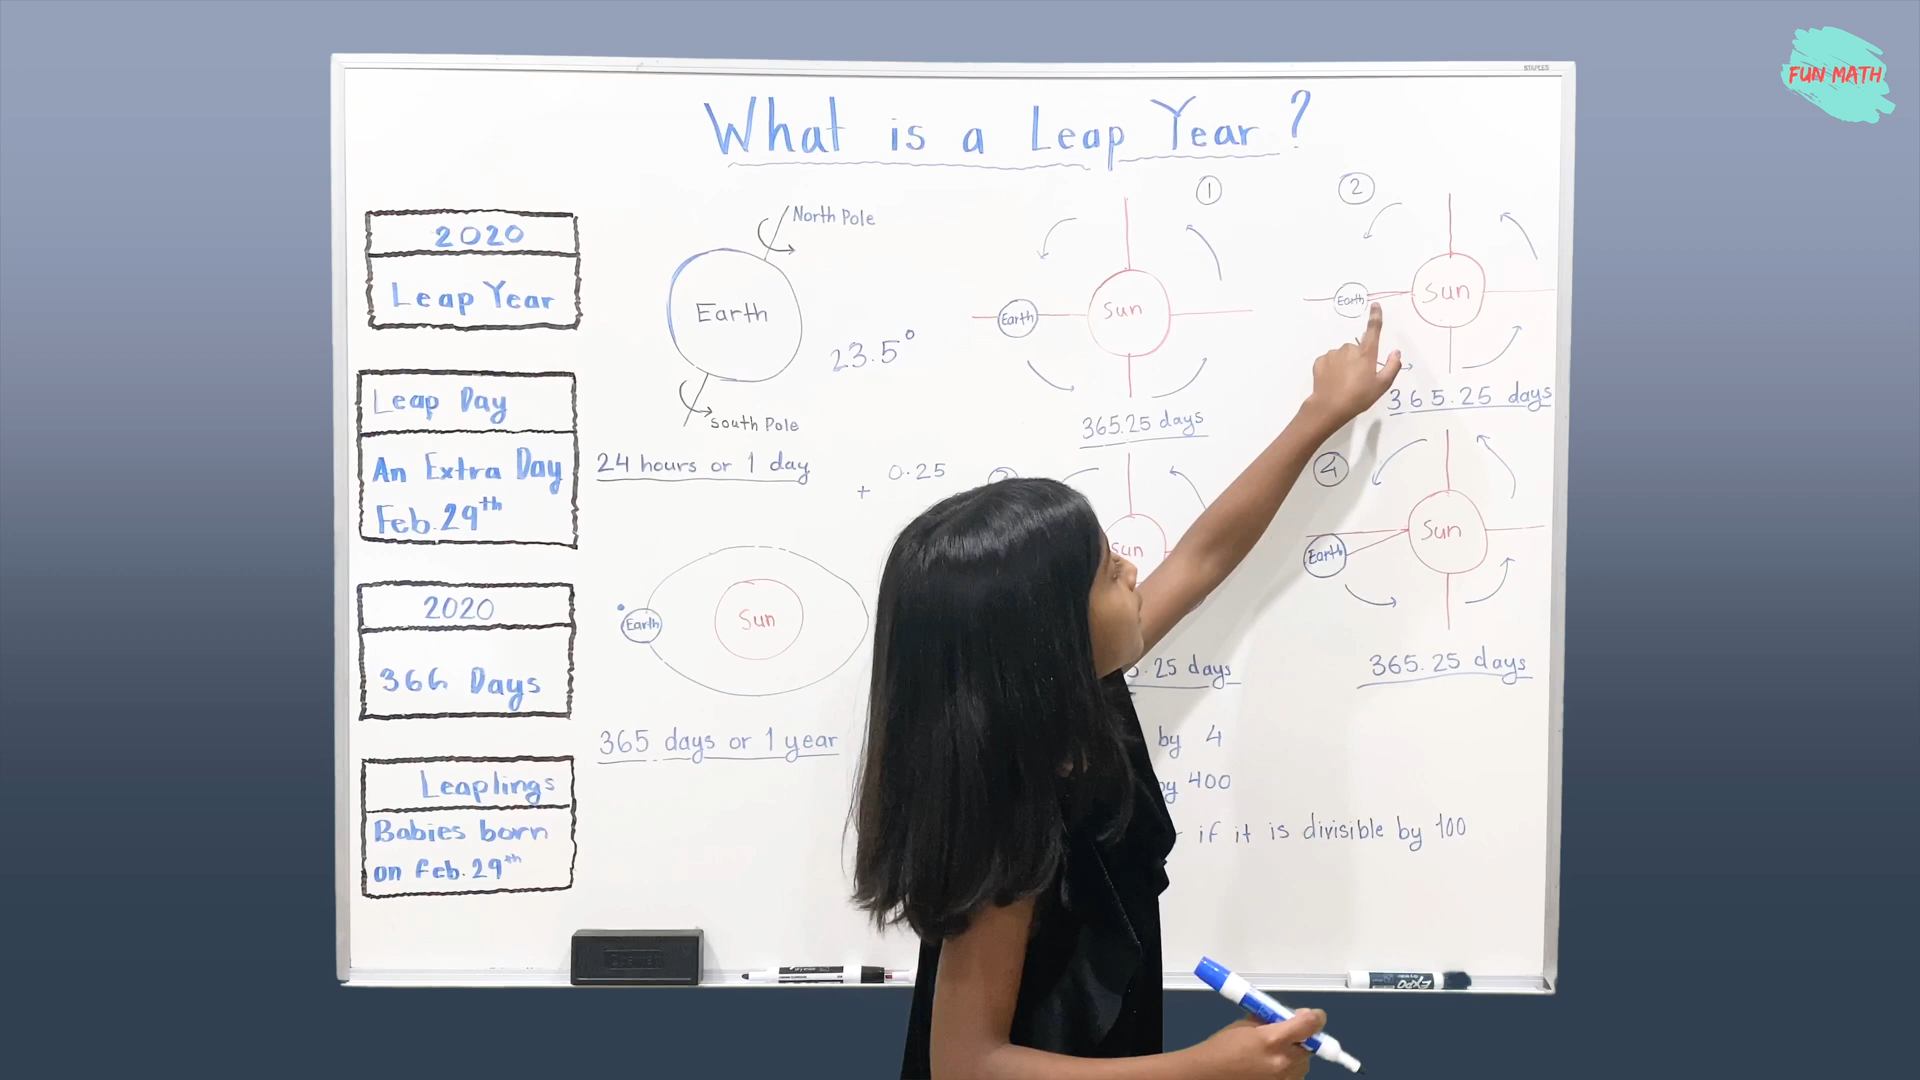 FUN MATH
STAPLES
What is a Leap Year?
2020
Leap Year
Leap Day
An Extra Day
Feb. 29th
2020
366 Days
Leaplings
Babies born
on Feb. 29th
North Pole
Earth
23.5°
South Pole
24 hours or 1 day
+ 0.25
Earth
Sun
365 days or 1 year
1
Earth
Sun
365.25 days
2
Earth
Sun
365.25 days
Sun
.25 days
4
Sun
Earth
365.25 days
by 4
by 400
if it is divisible by 100
EXPO